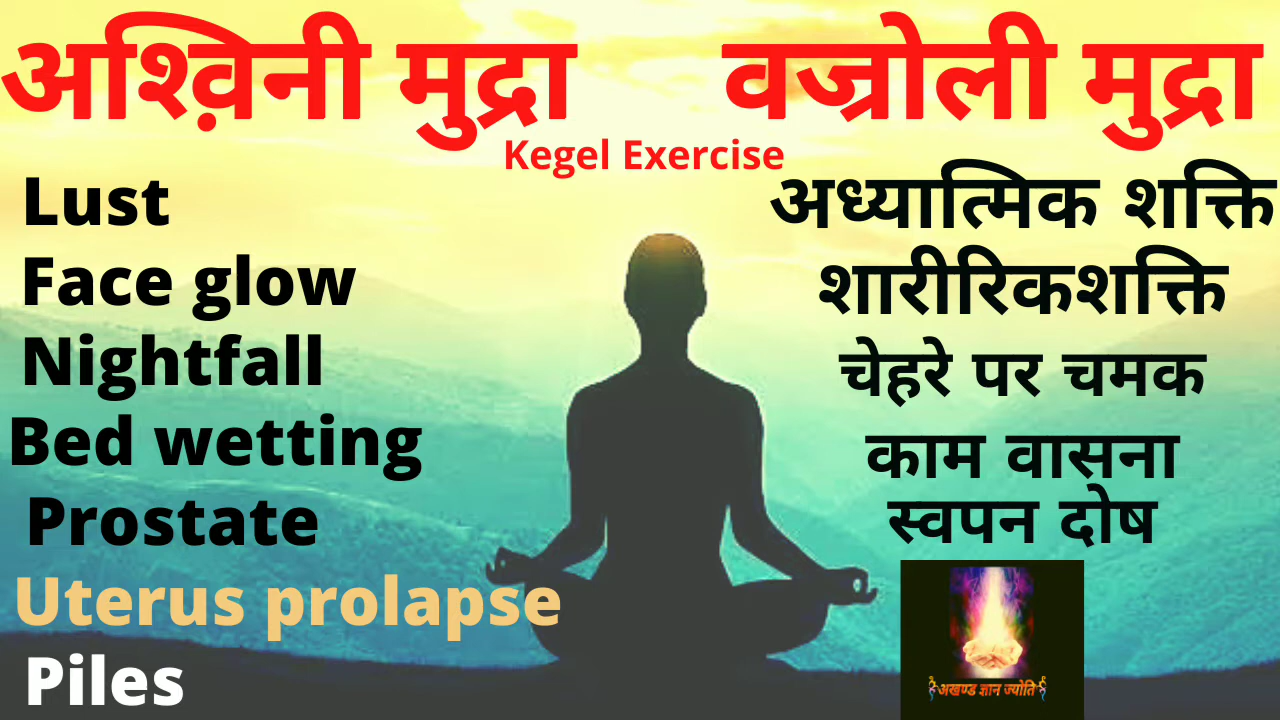 अश्व़िनी मुद्रा वज्रोली मुद्रा
Kegel Exercise
Lust
Face glow
Nightfall
Bed wetting
Prostate
Uterus prolapse
Piles
अध्यात्मिक शक्ति
शारीरिकशक्ति
चेहरे पर चमक
काम वासना
स्वपन दोष
अखण्ड ज्ञान ज्योति